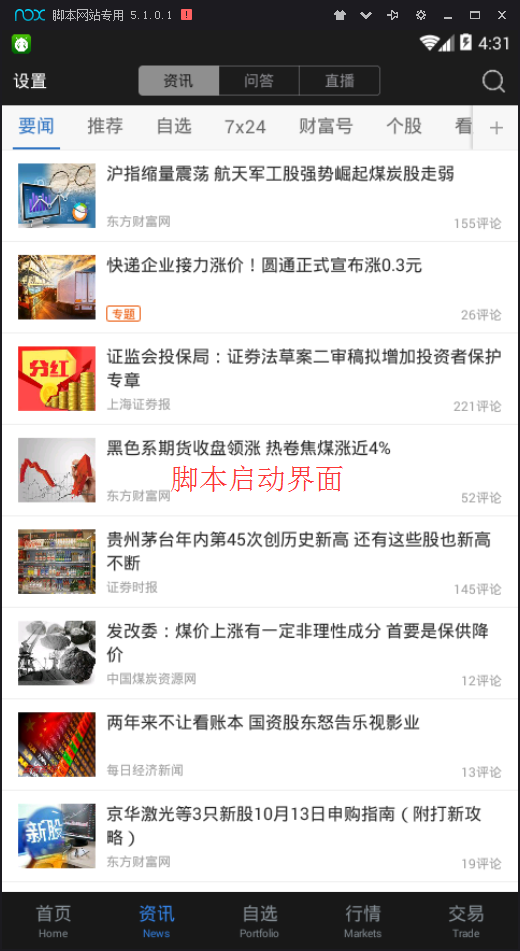 nox 脚本网站专用 5.1.0.1
4:31
设置 资讯 问答 直播
要闻 推荐 自选 7x24 财富号 个股 看 +
沪指缩量震荡 航天军工股强势崛起煤炭股走弱
东方财富网 155评论
快递企业接力涨价！圆通正式宣布涨0.3元
专题 26评论
分红
证监会投保局：证券法草案二审稿拟增加投资者保护
专章
上海证券报 221评论
黑色系期货收盘领涨 热卷焦煤涨近4%
脚本启动界面
东方财富网 52评论
贵州茅台年内第45次创历史新高 还有这些股也新高
不断
证券时报 145评论
发改委：煤价上涨有一定非理性成分 首要是保供降
价
中国煤炭资源网 12评论
两年来不让看账本 国资股东怒告乐视影业
每日经济新闻 13评论
新股
京华激光等3只新股10月13日申购指南（附打新攻
略）
东方财富网 19评论
首页 资讯 自选 行情 交易
Home News Portfolio Markets Trade